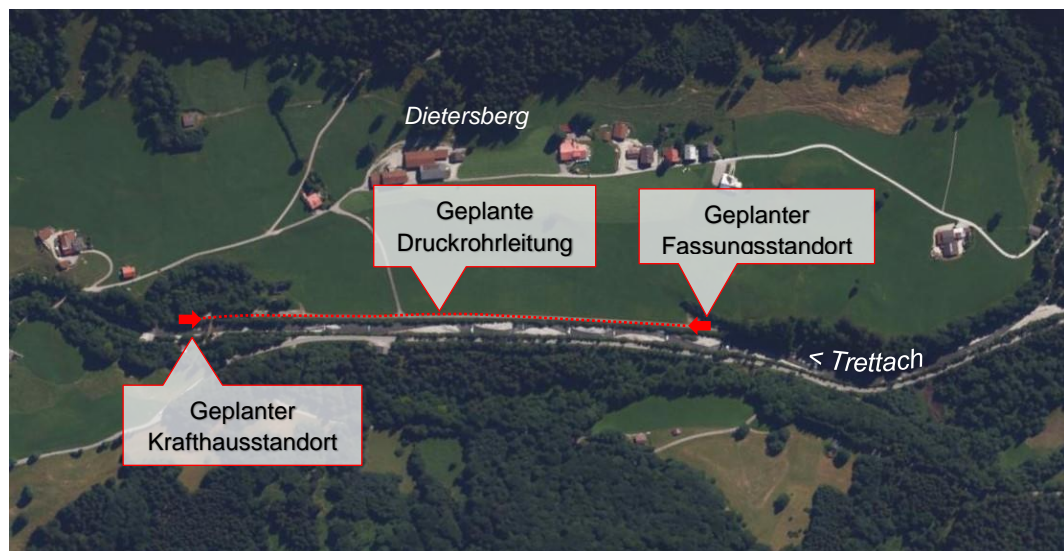 Dietersberg
Geplante
Druckrohrleitung
Geplanter
Fassungsstandort
< Trettach
Geplanter
Krafthausstandort